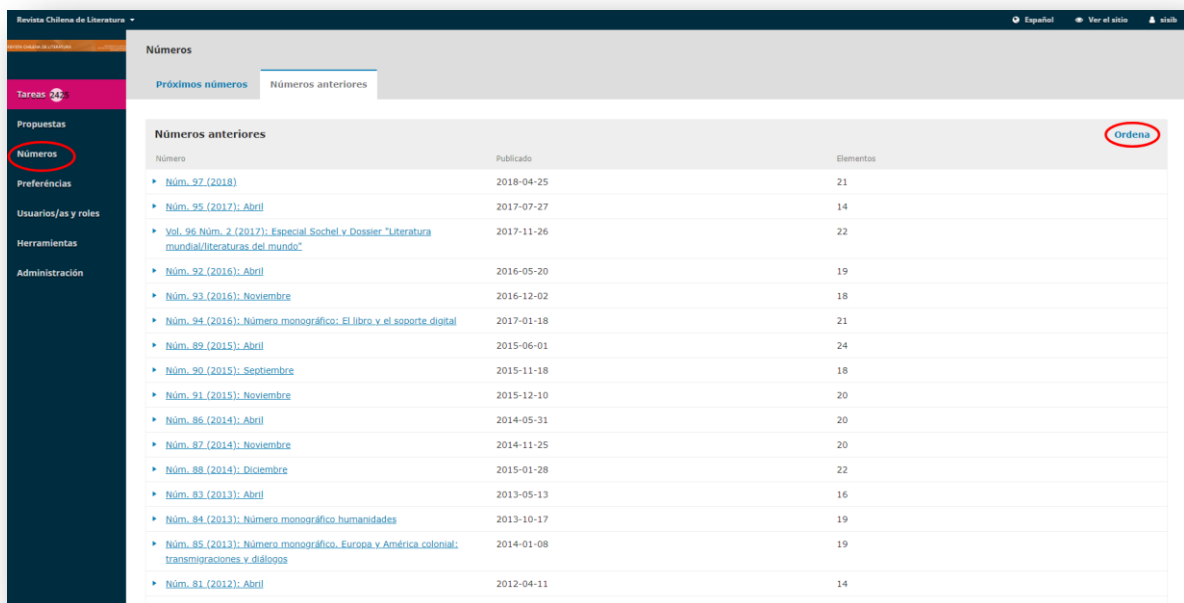 Revista Chilena de Literatura
Español Ver el sitio sisib
REVISTA CHILENA DE LITERATURA
Números
Próximos números Números anteriores
Tareas
Propuestas
Números
Preferéncias
Usuarios/as y roles
Herramientas
Administración
Números anteriores Ordena
Número Publicado Elementos
Núm. 97 (2018) 2018-04-25 21
Núm. 95 (2017): Abril 2017-07-27 14
Vol. 96 Núm. 2 (2017): Especial Sochel y Dossier "Literatura 2017-11-26 22
mundial/literaturas del mundo"
Núm. 92 (2016): Abril 2016-05-20 19
Núm. 93 (2016): Noviembre 2016-12-02 18
Núm. 94 (2016): Número monográfico: El libro y el soporte digital 2017-01-18 21
Núm. 89 (2015): Abril 2015-06-01 24
Núm. 90 (2015): Septiembre 2015-11-18 18
Núm. 91 (2015): Noviembre 2015-12-10 20
Núm. 86 (2014): Abril 2014-05-31 20
Núm. 87 (2014): Noviembre 2014-11-25 20
Núm. 88 (2014): Diciembre 2015-01-28 22
Núm. 83 (2013): Abril 2013-05-13 16
Núm. 84 (2013): Número monográfico humanidades 2013-10-17 19
Núm. 85 (2013): Número monográfico, Europa y América colonial: 2014-01-08 19
transmigraciones y diálogos
Núm. 81 (2012): Abril 2012-04-11 14